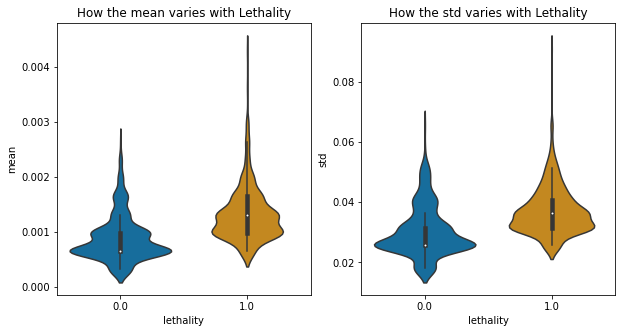 How the mean varies with Lethality
0.004
0.003
0.002
0.001
0.000
mean
0.0
1.0
lethality
How the std varies with Lethality
0.08
0.06
0.04
0.02
std
0.0
1.0
lethality